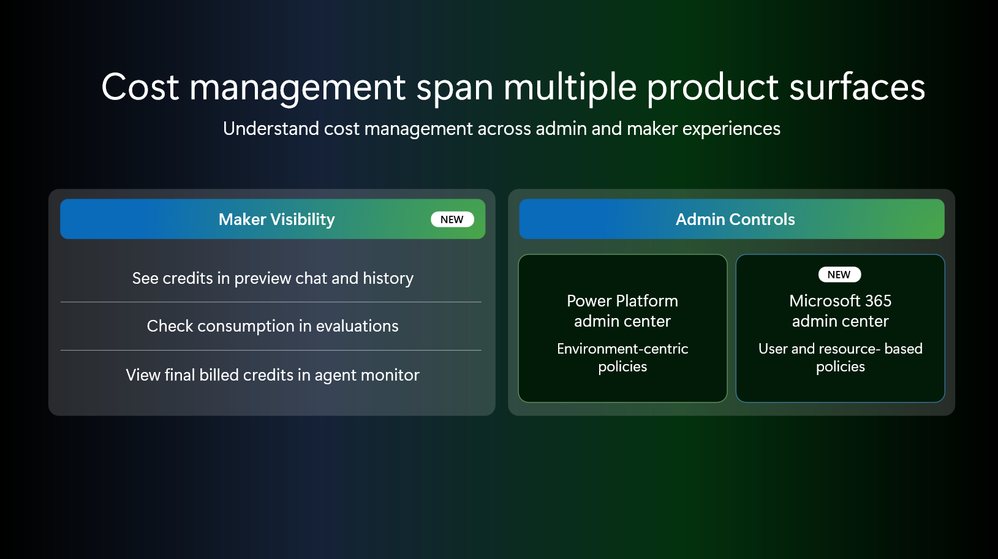 Cost management span multiple product surfaces
Understand cost management across admin and maker experiences
Maker Visibility
NEW
See credits in preview chat and history
Check consumption in evaluations
View final billed credits in agent monitor
Admin Controls
Power Platform
admin center
Environment-centric
policies
NEW
Microsoft 365
admin center
User and resource- based
policies